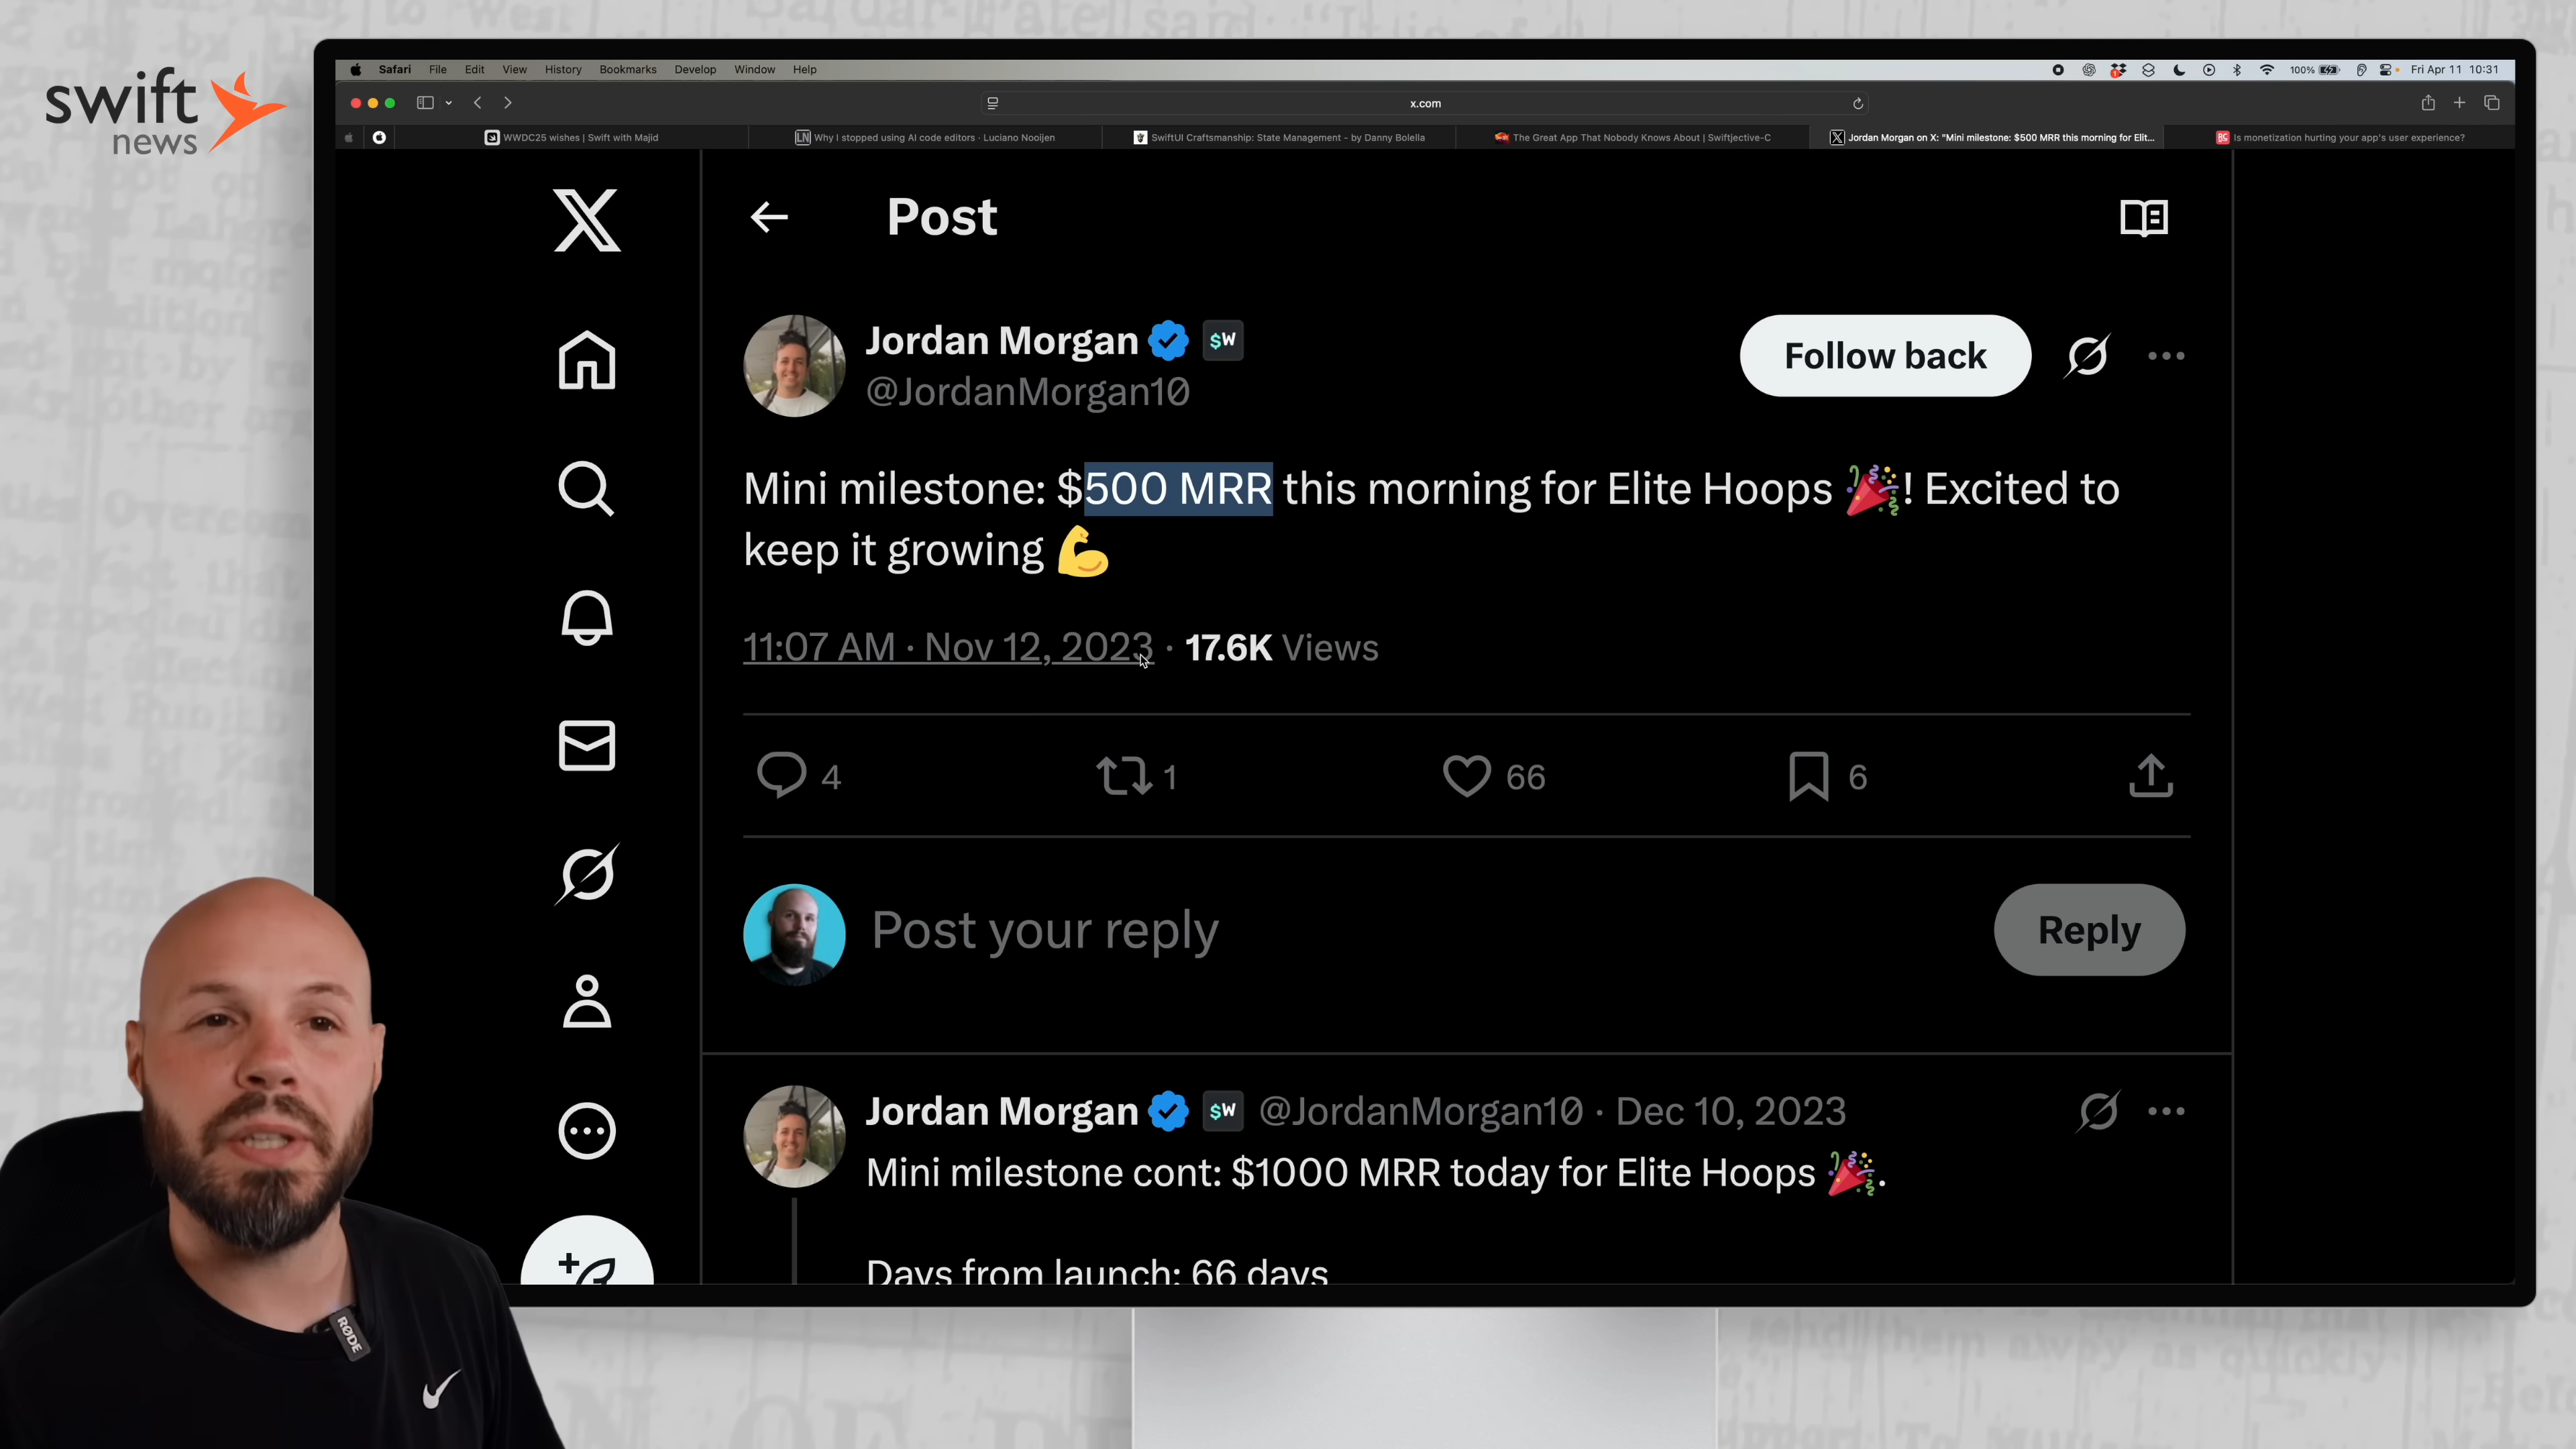 swift
news
Safari File Edit View History Bookmarks Develop Window Help
100% Fri Apr 11 10:31
x.com
WWDC25 wishes | Swift with Majid
LN Why I stopped using AI code editors · Luciano Nooijen
SwiftUI Craftsmanship: State Management - by Danny Bolella
The Great App That Nobody Knows About | Swiftjective-C
Jordan Morgan on X: "Mini milestone: $500 MRR this morning for Elit...
Is monetization hurting your app's user experience?
Post
Jordan Morgan $W
@JordanMorgan10
Follow back
Mini milestone: $500 MRR this morning for Elite Hoops 🎉! Excited to
keep it growing 💪
11:07 AM · Nov 12, 2023 · 17.6K Views
4 1 66 6
Post your reply
Reply
Jordan Morgan $W @JordanMorgan10 · Dec 10, 2023
Mini milestone cont: $1000 MRR today for Elite Hoops 🎉.
Days from launch: 66 days
RØDE